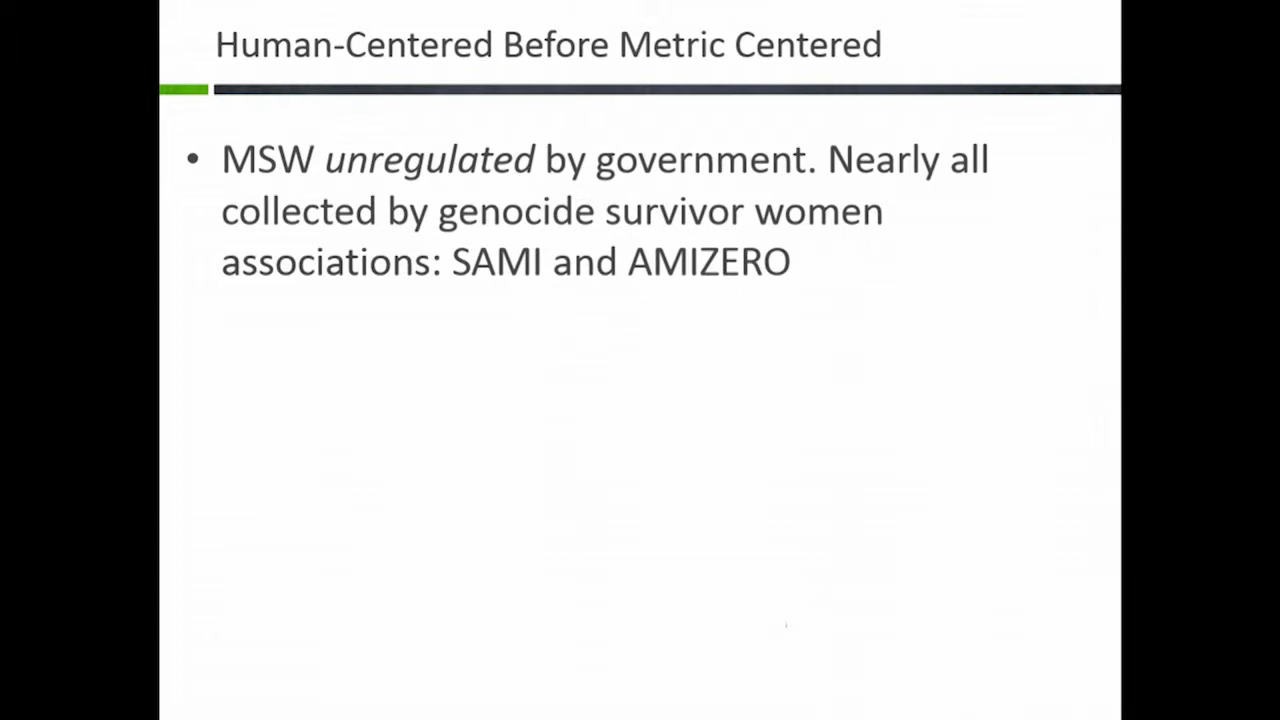 Human-Centered Before Metric Centered
• MSW unregulated by government. Nearly all
collected by genocide survivor women
associations: SAMI and AMIZERO